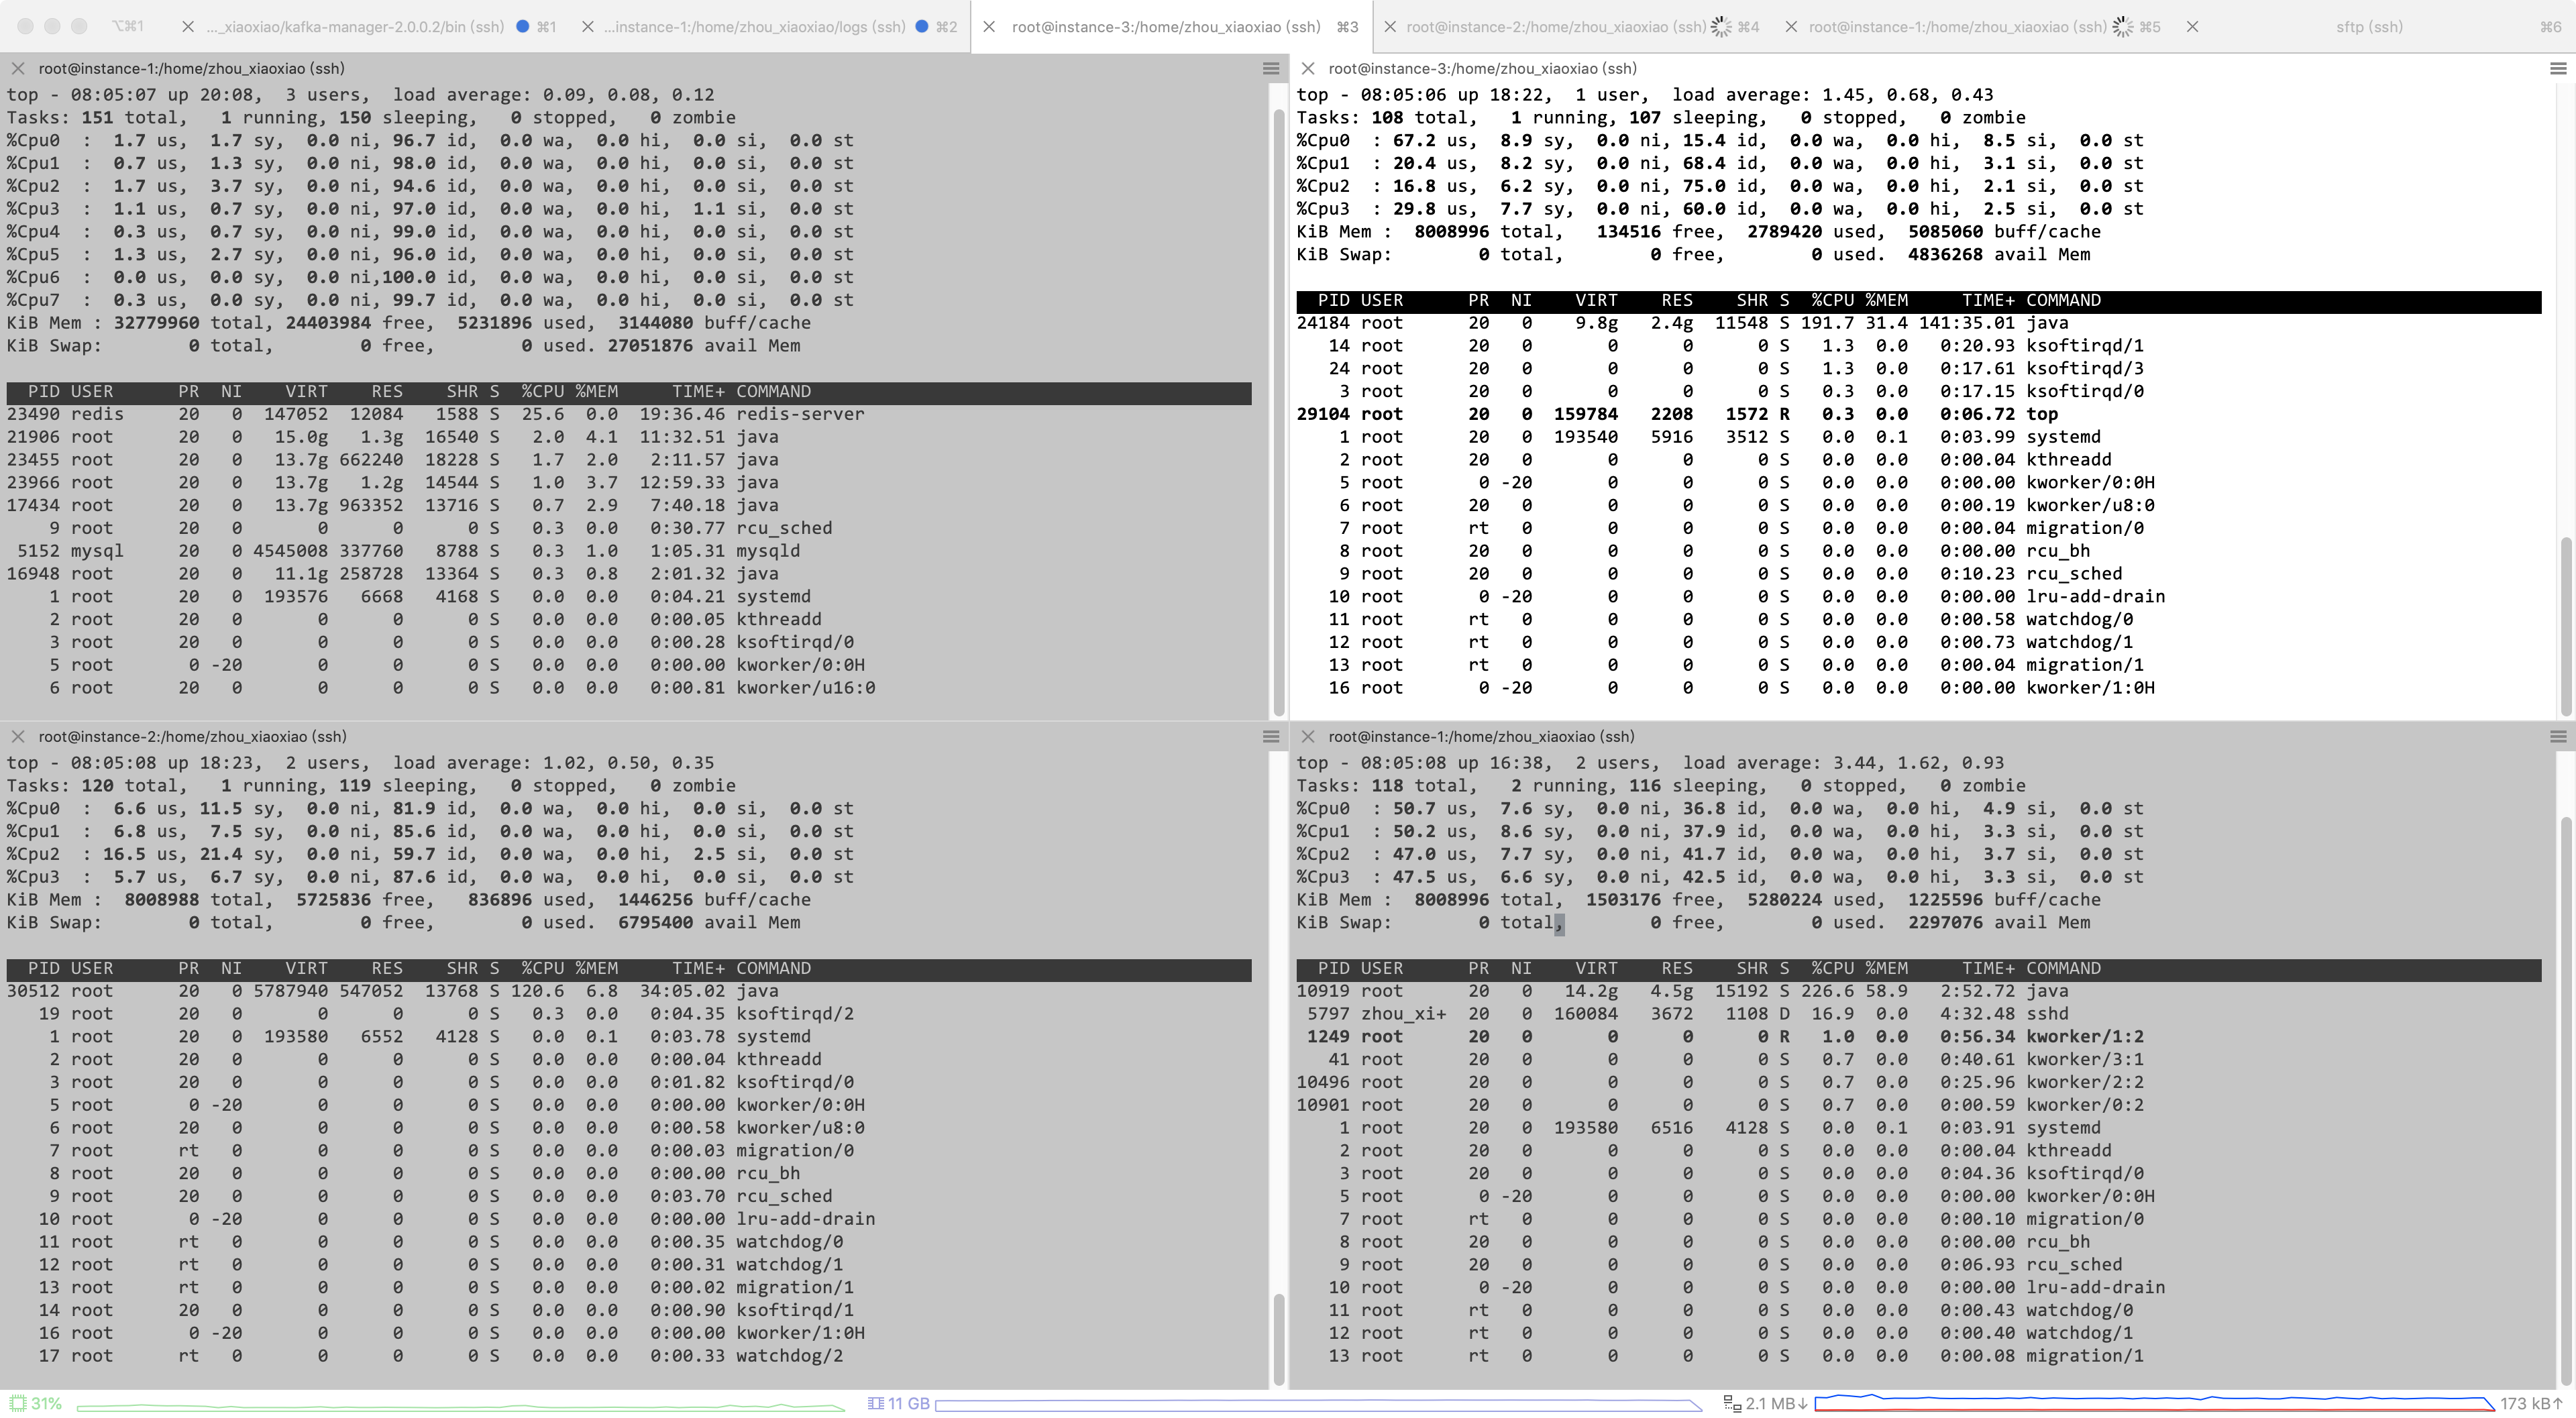 ⌥⌘1 ..._xiaoxiao/kafka-manager-2.0.0.2/bin (ssh) ⌘1 ...instance-1:/home/zhou_xiaoxiao/logs (ssh) ⌘2 root@instance-3:/home/zhou_xiaoxiao (ssh) ⌘3 root@instance-2:/home/zhou_xiaoxiao (ssh) ⌘4 root@instance-1:/home/zhou_xiaoxiao (ssh) ⌘5 sftp (ssh) ⌘6
root@instance-1:/home/zhou_xiaoxiao (ssh)
top - 08:05:07 up 20:08,  3 users,  load average: 0.09, 0.08, 0.12
Tasks: 151 total,   1 running, 150 sleeping,   0 stopped,   0 zombie
%Cpu0  :  1.7 us,  1.7 sy,  0.0 ni, 96.7 id,  0.0 wa,  0.0 hi,  0.0 si,  0.0 st
%Cpu1  :  0.7 us,  1.3 sy,  0.0 ni, 98.0 id,  0.0 wa,  0.0 hi,  0.0 si,  0.0 st
%Cpu2  :  1.7 us,  3.7 sy,  0.0 ni, 94.6 id,  0.0 wa,  0.0 hi,  0.0 si,  0.0 st
%Cpu3  :  1.1 us,  0.7 sy,  0.0 ni, 97.0 id,  0.0 wa,  0.0 hi,  1.1 si,  0.0 st
%Cpu4  :  0.3 us,  0.7 sy,  0.0 ni, 99.0 id,  0.0 wa,  0.0 hi,  0.0 si,  0.0 st
%Cpu5  :  1.3 us,  2.7 sy,  0.0 ni, 96.0 id,  0.0 wa,  0.0 hi,  0.0 si,  0.0 st
%Cpu6  :  0.0 us,  0.0 sy,  0.0 ni,100.0 id,  0.0 wa,  0.0 hi,  0.0 si,  0.0 st
%Cpu7  :  0.3 us,  0.0 sy,  0.0 ni, 99.7 id,  0.0 wa,  0.0 hi,  0.0 si,  0.0 st
KiB Mem : 32779960 total, 24403984 free,  5231896 used,  3144080 buff/cache
KiB Swap:        0 total,        0 free,        0 used. 27051876 avail Mem
PID USER PR NI VIRT RES SHR S %CPU %MEM TIME+ COMMAND
23490 redis 20 0 147052 12084 1588 S 25.6 0.0 19:36.46 redis-server
21906 root 20 0 15.0g 1.3g 16540 S 2.0 4.1 11:32.51 java
23455 root 20 0 13.7g 662240 18228 S 1.7 2.0 2:11.57 java
23966 root 20 0 13.7g 1.2g 14544 S 1.0 3.7 12:59.33 java
17434 root 20 0 13.7g 963352 13716 S 0.7 2.9 7:40.18 java
9 root 20 0 0 0 0 S 0.3 0.0 0:30.77 rcu_sched
5152 mysql 20 0 4545008 337760 8788 S 0.3 1.0 1:05.31 mysqld
16948 root 20 0 11.1g 258728 13364 S 0.3 0.8 2:01.32 java
1 root 20 0 193576 6668 4168 S 0.0 0.0 0:04.21 systemd
2 root 20 0 0 0 0 S 0.0 0.0 0:00.05 kthreadd
3 root 20 0 0 0 0 S 0.0 0.0 0:00.28 ksoftirqd/0
5 root 0 -20 0 0 0 S 0.0 0.0 0:00.00 kworker/0:0H
6 root 20 0 0 0 0 S 0.0 0.0 0:00.81 kworker/u16:0
root@instance-3:/home/zhou_xiaoxiao (ssh)
top - 08:05:06 up 18:22,  1 user,  load average: 1.45, 0.68, 0.43
Tasks: 108 total,   1 running, 107 sleeping,   0 stopped,   0 zombie
%Cpu0  : 67.2 us,  8.9 sy,  0.0 ni, 15.4 id,  0.0 wa,  0.0 hi,  8.5 si,  0.0 st
%Cpu1  : 20.4 us,  8.2 sy,  0.0 ni, 68.4 id,  0.0 wa,  0.0 hi,  3.1 si,  0.0 st
%Cpu2  : 16.8 us,  6.2 sy,  0.0 ni, 75.0 id,  0.0 wa,  0.0 hi,  2.1 si,  0.0 st
%Cpu3  : 29.8 us,  7.7 sy,  0.0 ni, 60.0 id,  0.0 wa,  0.0 hi,  2.5 si,  0.0 st
KiB Mem :  8008996 total,   134516 free,  2789420 used,  5085060 buff/cache
KiB Swap:        0 total,        0 free,        0 used.  4836268 avail Mem
PID USER PR NI VIRT RES SHR S %CPU %MEM TIME+ COMMAND
24184 root 20 0 9.8g 2.4g 11548 S 191.7 31.4 141:35.01 java
14 root 20 0 0 0 0 S 1.3 0.0 0:20.93 ksoftirqd/1
24 root 20 0 0 0 0 S 1.3 0.0 0:17.61 ksoftirqd/3
3 root 20 0 0 0 0 S 0.3 0.0 0:17.15 ksoftirqd/0
29104 root 20 0 159784 2208 1572 R 0.3 0.0 0:06.72 top
1 root 20 0 193540 5916 3512 S 0.0 0.1 0:03.99 systemd
2 root 20 0 0 0 0 S 0.0 0.0 0:00.04 kthreadd
5 root 0 -20 0 0 0 S 0.0 0.0 0:00.00 kworker/0:0H
6 root 20 0 0 0 0 S 0.0 0.0 0:00.19 kworker/u8:0
7 root rt 0 0 0 0 S 0.0 0.0 0:00.04 migration/0
8 root 20 0 0 0 0 S 0.0 0.0 0:00.00 rcu_bh
9 root 20 0 0 0 0 S 0.0 0.0 0:10.23 rcu_sched
10 root 0 -20 0 0 0 S 0.0 0.0 0:00.00 lru-add-drain
11 root rt 0 0 0 0 S 0.0 0.0 0:00.58 watchdog/0
12 root rt 0 0 0 0 S 0.0 0.0 0:00.73 watchdog/1
13 root rt 0 0 0 0 S 0.0 0.0 0:00.04 migration/1
16 root 0 -20 0 0 0 S 0.0 0.0 0:00.00 kworker/1:0H
root@instance-2:/home/zhou_xiaoxiao (ssh)
top - 08:05:08 up 18:23,  2 users,  load average: 1.02, 0.50, 0.35
Tasks: 120 total,   1 running, 119 sleeping,   0 stopped,   0 zombie
%Cpu0  :  6.6 us, 11.5 sy,  0.0 ni, 81.9 id,  0.0 wa,  0.0 hi,  0.0 si,  0.0 st
%Cpu1  :  6.8 us,  7.5 sy,  0.0 ni, 85.6 id,  0.0 wa,  0.0 hi,  0.0 si,  0.0 st
%Cpu2  : 16.5 us, 21.4 sy,  0.0 ni, 59.7 id,  0.0 wa,  0.0 hi,  2.5 si,  0.0 st
%Cpu3  :  5.7 us,  6.7 sy,  0.0 ni, 87.6 id,  0.0 wa,  0.0 hi,  0.0 si,  0.0 st
KiB Mem :  8008988 total,  5725836 free,   836896 used,  1446256 buff/cache
KiB Swap:        0 total,        0 free,        0 used.  6795400 avail Mem
PID USER PR NI VIRT RES SHR S %CPU %MEM TIME+ COMMAND
30512 root 20 0 5787940 547052 13768 S 120.6 6.8 34:05.02 java
19 root 20 0 0 0 0 S 0.3 0.0 0:04.35 ksoftirqd/2
1 root 20 0 193580 6552 4128 S 0.0 0.1 0:03.78 systemd
2 root 20 0 0 0 0 S 0.0 0.0 0:00.04 kthreadd
3 root 20 0 0 0 0 S 0.0 0.0 0:01.82 ksoftirqd/0
5 root 0 -20 0 0 0 S 0.0 0.0 0:00.00 kworker/0:0H
6 root 20 0 0 0 0 S 0.0 0.0 0:00.58 kworker/u8:0
7 root rt 0 0 0 0 S 0.0 0.0 0:00.03 migration/0
8 root 20 0 0 0 0 S 0.0 0.0 0:00.00 rcu_bh
9 root 20 0 0 0 0 S 0.0 0.0 0:03.70 rcu_sched
10 root 0 -20 0 0 0 S 0.0 0.0 0:00.00 lru-add-drain
11 root rt 0 0 0 0 S 0.0 0.0 0:00.35 watchdog/0
12 root rt 0 0 0 0 S 0.0 0.0 0:00.31 watchdog/1
13 root rt 0 0 0 0 S 0.0 0.0 0:00.02 migration/1
14 root 20 0 0 0 0 S 0.0 0.0 0:00.90 ksoftirqd/1
16 root 0 -20 0 0 0 S 0.0 0.0 0:00.00 kworker/1:0H
17 root rt 0 0 0 0 S 0.0 0.0 0:00.33 watchdog/2
root@instance-1:/home/zhou_xiaoxiao (ssh)
top - 08:05:08 up 16:38,  2 users,  load average: 3.44, 1.62, 0.93
Tasks: 118 total,   2 running, 116 sleeping,   0 stopped,   0 zombie
%Cpu0  : 50.7 us,  7.6 sy,  0.0 ni, 36.8 id,  0.0 wa,  0.0 hi,  4.9 si,  0.0 st
%Cpu1  : 50.2 us,  8.6 sy,  0.0 ni, 37.9 id,  0.0 wa,  0.0 hi,  3.3 si,  0.0 st
%Cpu2  : 47.0 us,  7.7 sy,  0.0 ni, 41.7 id,  0.0 wa,  0.0 hi,  3.7 si,  0.0 st
%Cpu3  : 47.5 us,  6.6 sy,  0.0 ni, 42.5 id,  0.0 wa,  0.0 hi,  3.3 si,  0.0 st
KiB Mem :  8008996 total,  1503176 free,  5280224 used,  1225596 buff/cache
KiB Swap:        0 total,        0 free,        0 used.  2297076 avail Mem
PID USER PR NI VIRT RES SHR S %CPU %MEM TIME+ COMMAND
10919 root 20 0 14.2g 4.5g 15192 S 226.6 58.9 2:52.72 java
5797 zhou_xi+ 20 0 160084 3672 1108 D 16.9 0.0 4:32.48 sshd
1249 root 20 0 0 0 0 R 1.0 0.0 0:56.34 kworker/1:2
41 root 20 0 0 0 0 S 0.7 0.0 0:40.61 kworker/3:1
10496 root 20 0 0 0 0 S 0.7 0.0 0:25.96 kworker/2:2
10901 root 20 0 0 0 0 S 0.7 0.0 0:00.59 kworker/0:2
1 root 20 0 193580 6516 4128 S 0.0 0.1 0:03.91 systemd
2 root 20 0 0 0 0 S 0.0 0.0 0:00.04 kthreadd
3 root 20 0 0 0 0 S 0.0 0.0 0:04.36 ksoftirqd/0
5 root 0 -20 0 0 0 S 0.0 0.0 0:00.00 kworker/0:0H
7 root rt 0 0 0 0 S 0.0 0.0 0:00.10 migration/0
8 root 20 0 0 0 0 S 0.0 0.0 0:00.00 rcu_bh
9 root 20 0 0 0 0 S 0.0 0.0 0:06.93 rcu_sched
10 root 0 -20 0 0 0 S 0.0 0.0 0:00.00 lru-add-drain
11 root rt 0 0 0 0 S 0.0 0.0 0:00.43 watchdog/0
12 root rt 0 0 0 0 S 0.0 0.0 0:00.40 watchdog/1
13 root rt 0 0 0 0 S 0.0 0.0 0:00.08 migration/1
31% 11 GB 2.1 MB↓ 173 kB↑